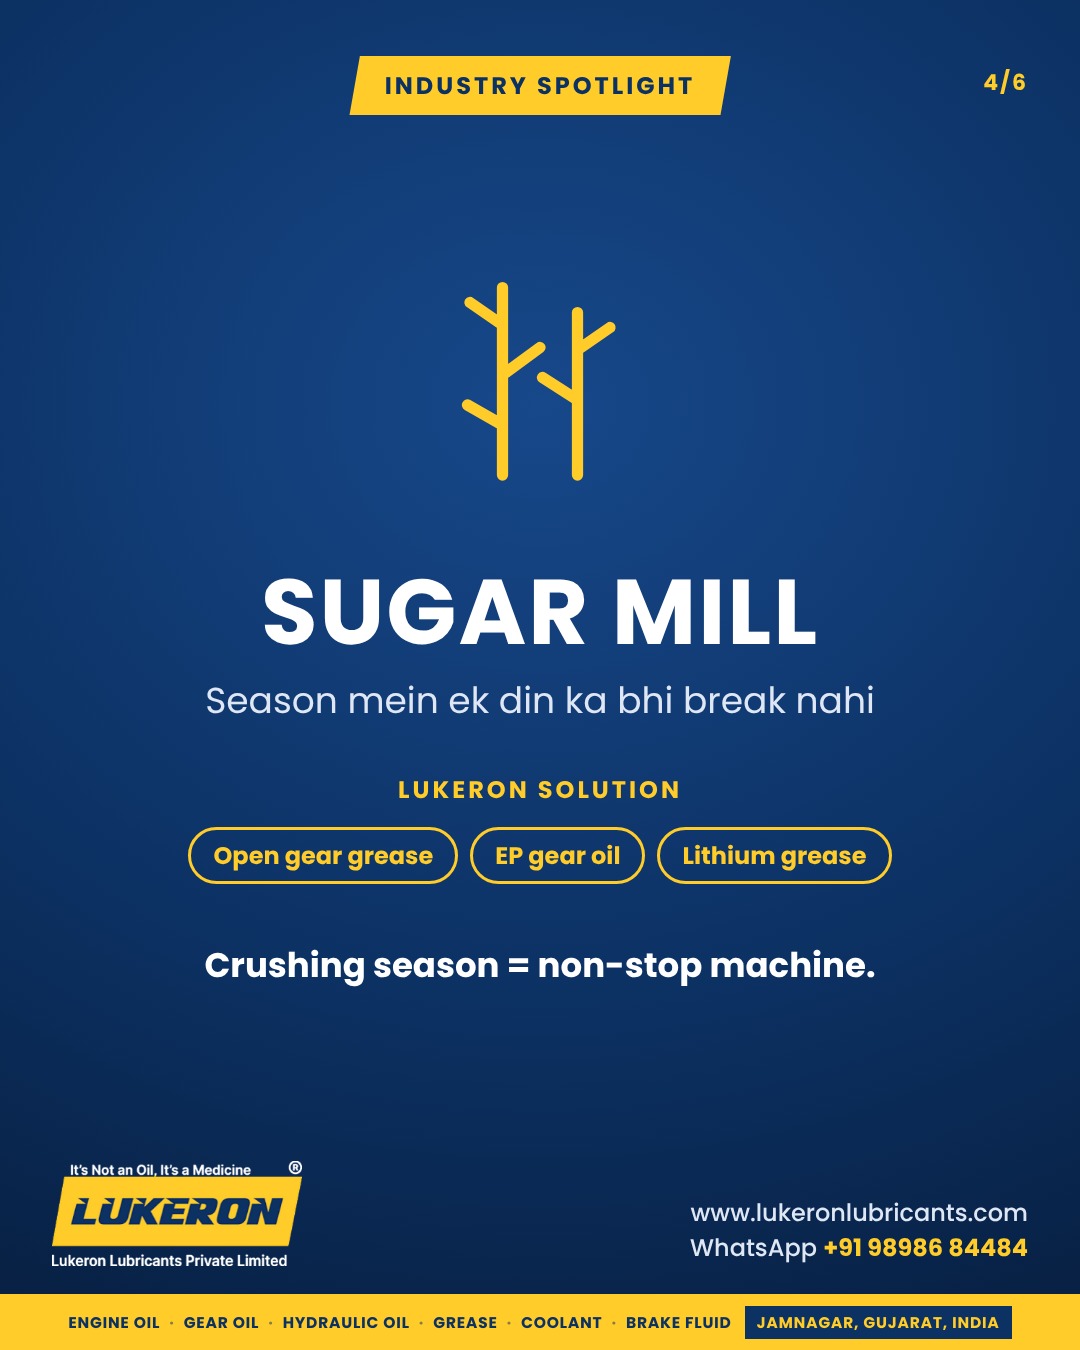 INDUSTRY SPOTLIGHT
4/6
SUGAR MILL
Season mein ek din ka bhi break nahi
LUKERON SOLUTION
Open gear grease EP gear oil Lithium grease
Crushing season = non-stop machine.
It's Not an Oil, It's a Medicine ®
LUKERON
Lukeron Lubricants Private Limited
www.lukeronlubricants.com
WhatsApp +91 98986 84484
ENGINE OIL · GEAR OIL · HYDRAULIC OIL · GREASE · COOLANT · BRAKE FLUID JAMNAGAR, GUJARAT, INDIA